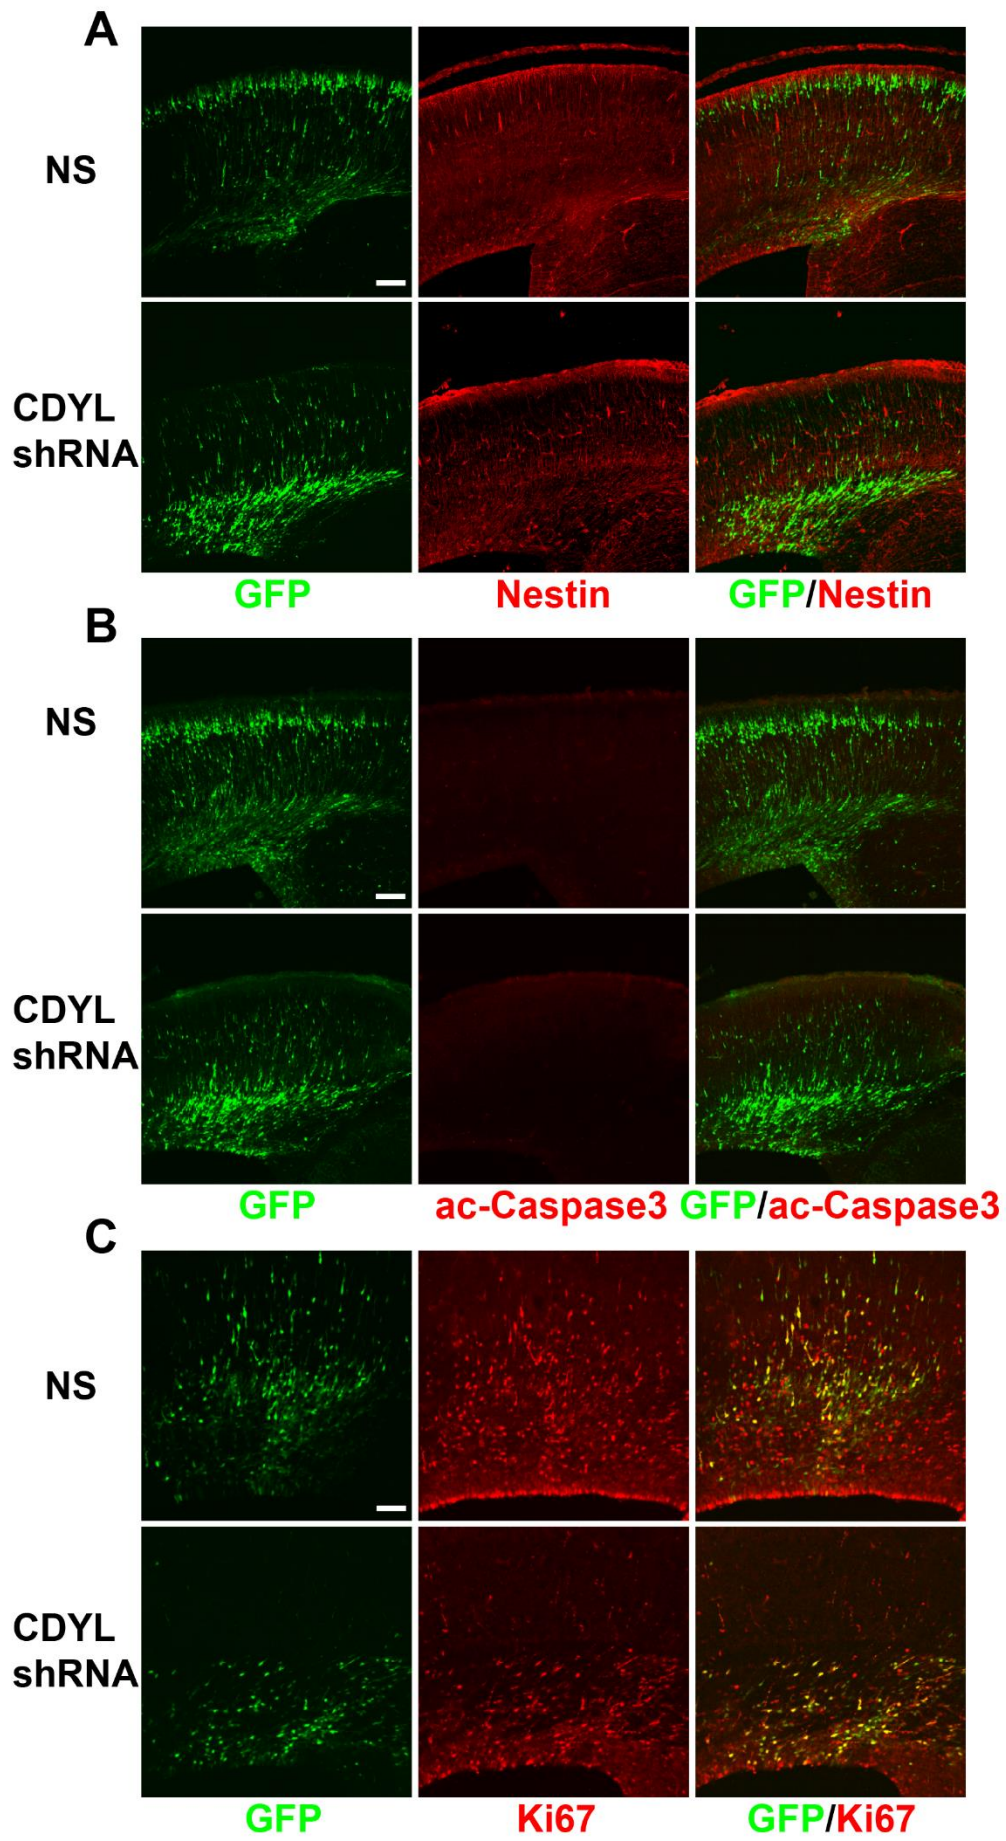 A
NS
CDYL
shRNA
GFP Nestin GFP/Nestin
B
NS
CDYL
shRNA
GFP ac-Caspase3 GFP/ac-Caspase3
C
NS
CDYL
shRNA
GFP Ki67 GFP/Ki67